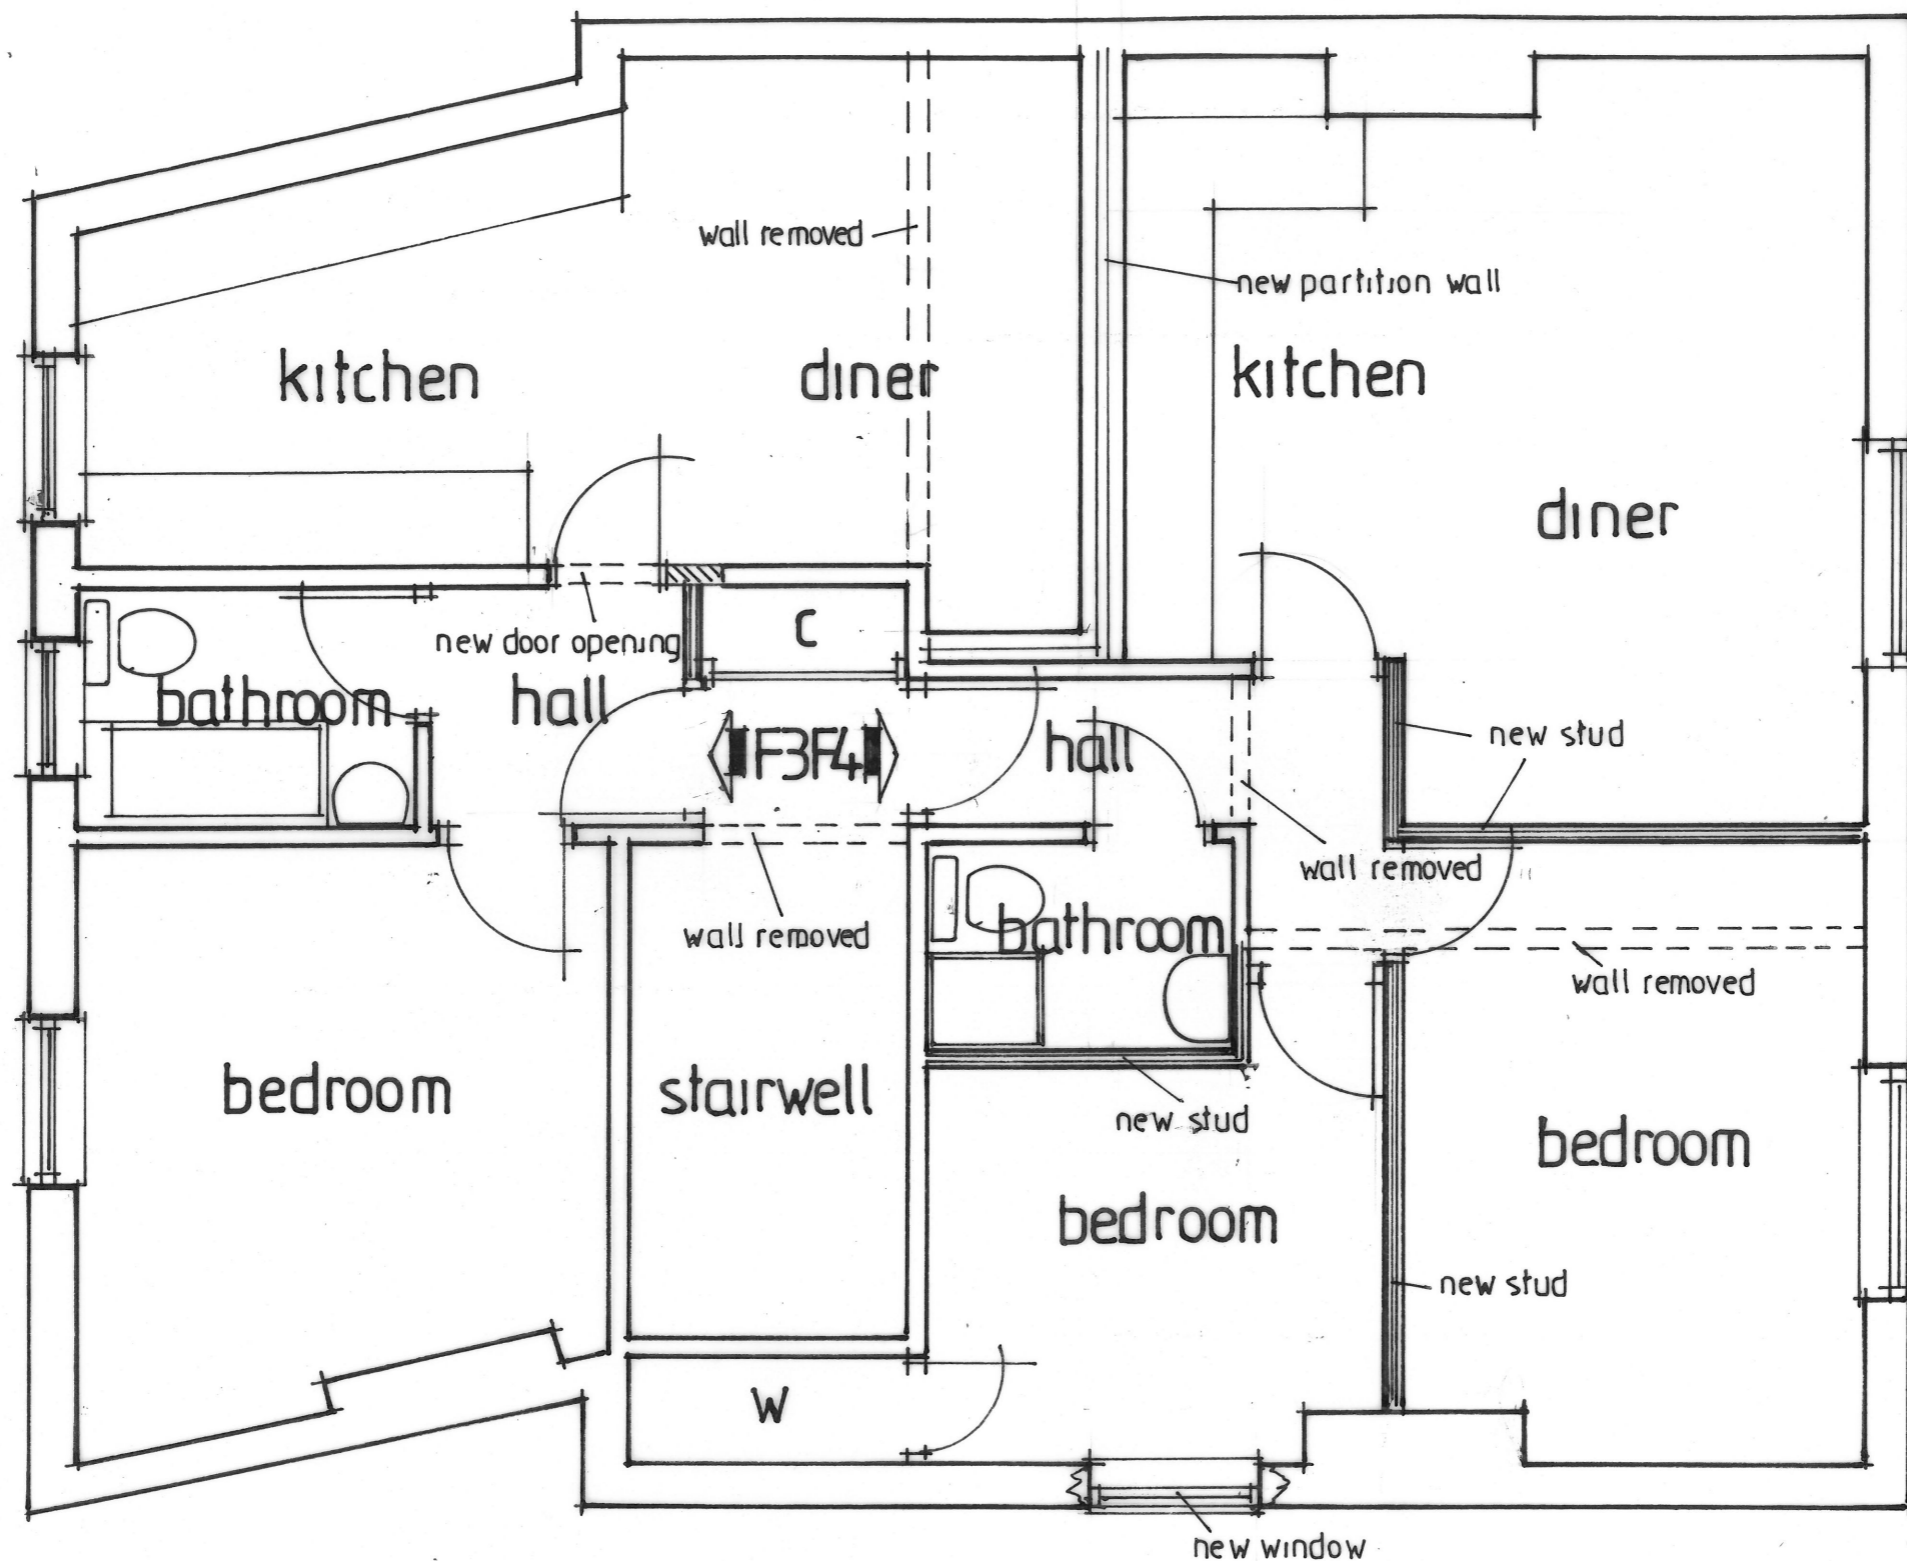 wall removed
new partition wall
kitchen
diner
kitchen
diner
new door opening
C
bathroom
hall
F3F4
hall
new stud
wall removed
wall removed
bathroom
wall removed
bedroom
stairwell
new stud
bedroom
bedroom
new stud
W
new window